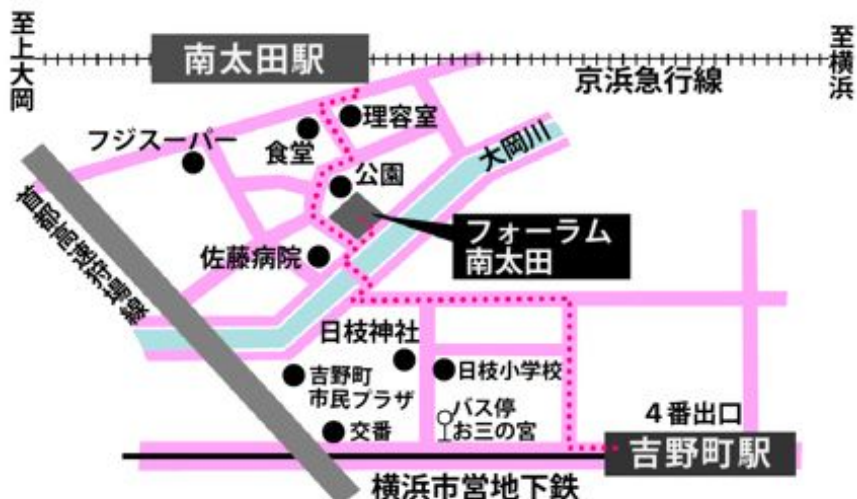 至上大岡
南太田駅
至横浜
京浜急行線
理容室
食堂
フジスーパー
大岡川
公園
首都高速狩場線
フォーラム
南太田
佐藤病院
日枝神社
吉野町
市民プラザ
日枝小学校
バス停
お三の宮
交番
4番出口
吉野町駅
横浜市営地下鉄